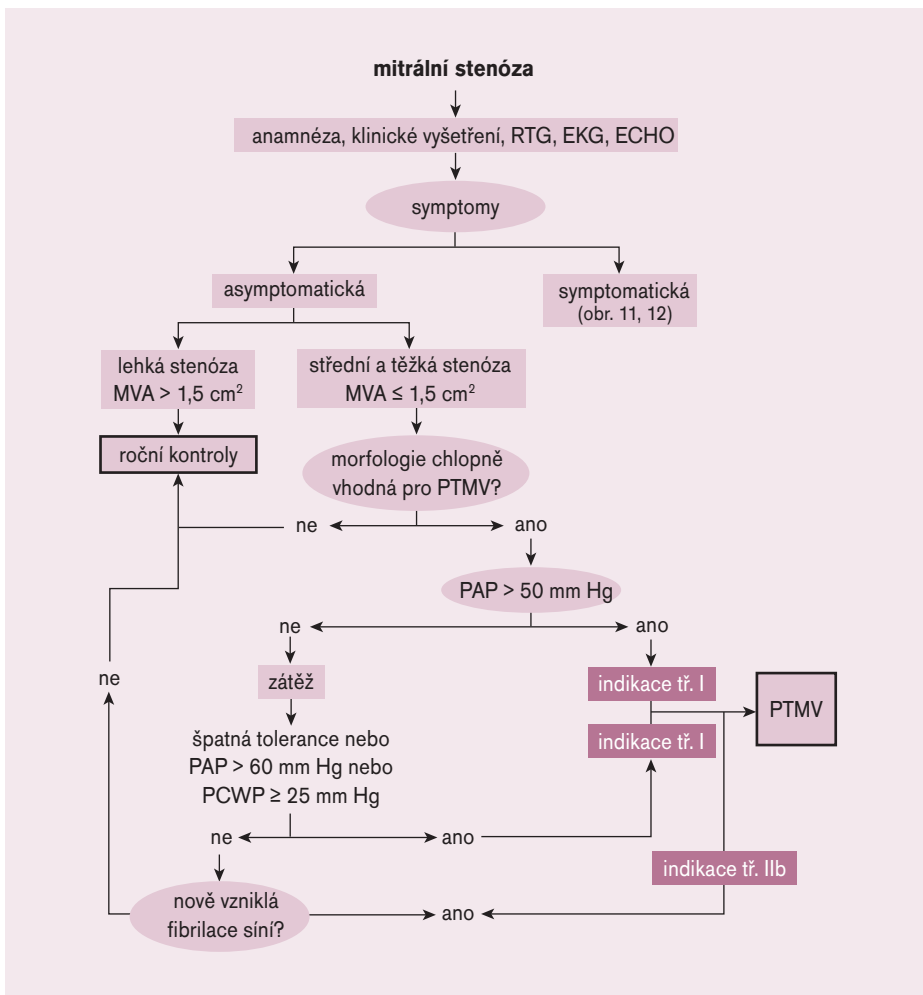 mitrální stenóza
anamnéza, klinické vyšetření, RTG, EKG, ECHO
symptomy
asymptomatická
symptomatická
(obr. 11, 12)
lehká stenóza
MVA > 1,5 cm²
střední a těžká stenóza
MVA ≤ 1,5 cm²
roční kontroly
morfologie chlopně
vhodná pro PTMV?
ne
ano
PAP > 50 mm Hg
ne
ano
ne
zátěž
indikace tř. I
PTMV
indikace tř. I
špatná tolerance nebo
PAP > 60 mm Hg nebo
PCWP ≥ 25 mm Hg
ne
ano
indikace tř. IIb
nově vzniklá
fibrilace síní?
ano